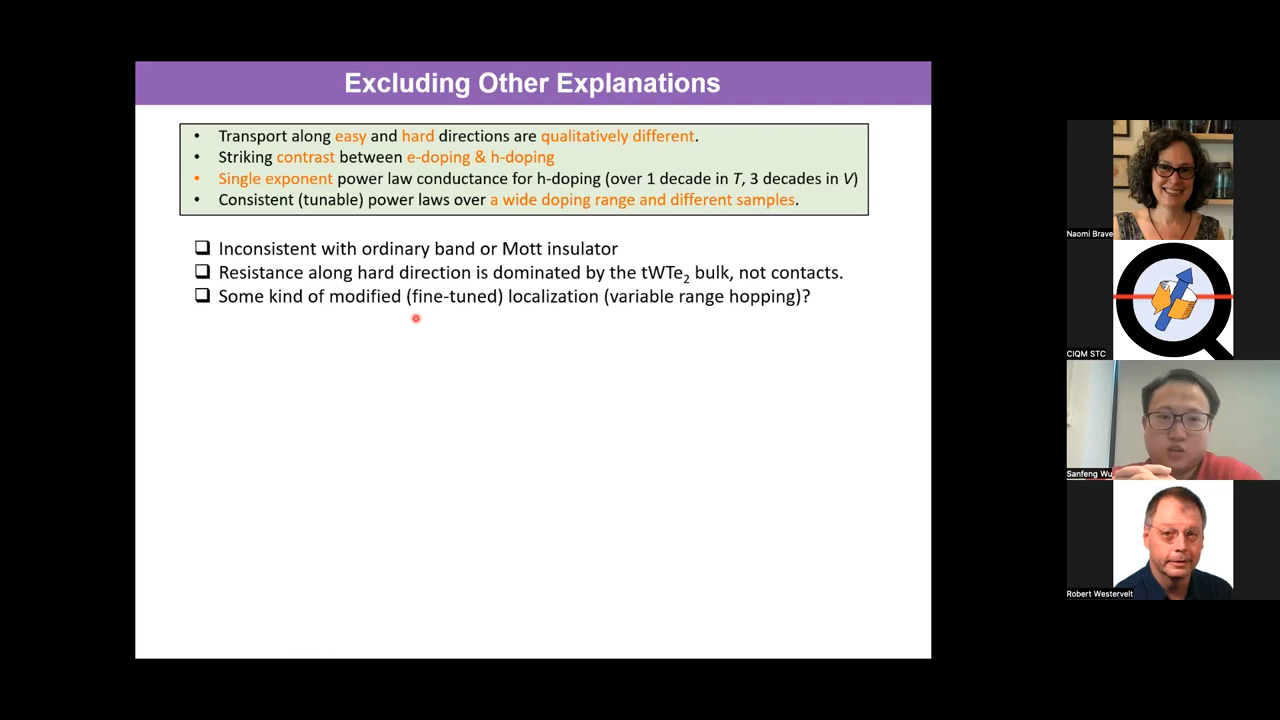 Excluding Other Explanations
• Transport along easy and hard directions are qualitatively different.
• Striking contrast between e-doping & h-doping
• Single exponent power law conductance for h-doping (over 1 decade in T, 3 decades in V)
• Consistent (tunable) power laws over a wide doping range and different samples.
❑ Inconsistent with ordinary band or Mott insulator
❑ Resistance along hard direction is dominated by the tWTe₂ bulk, not contacts.
❑ Some kind of modified (fine-tuned) localization (variable range hopping)?
Naomi Brave
CIQM STC
Sanfeng Wu
Robert Westervelt